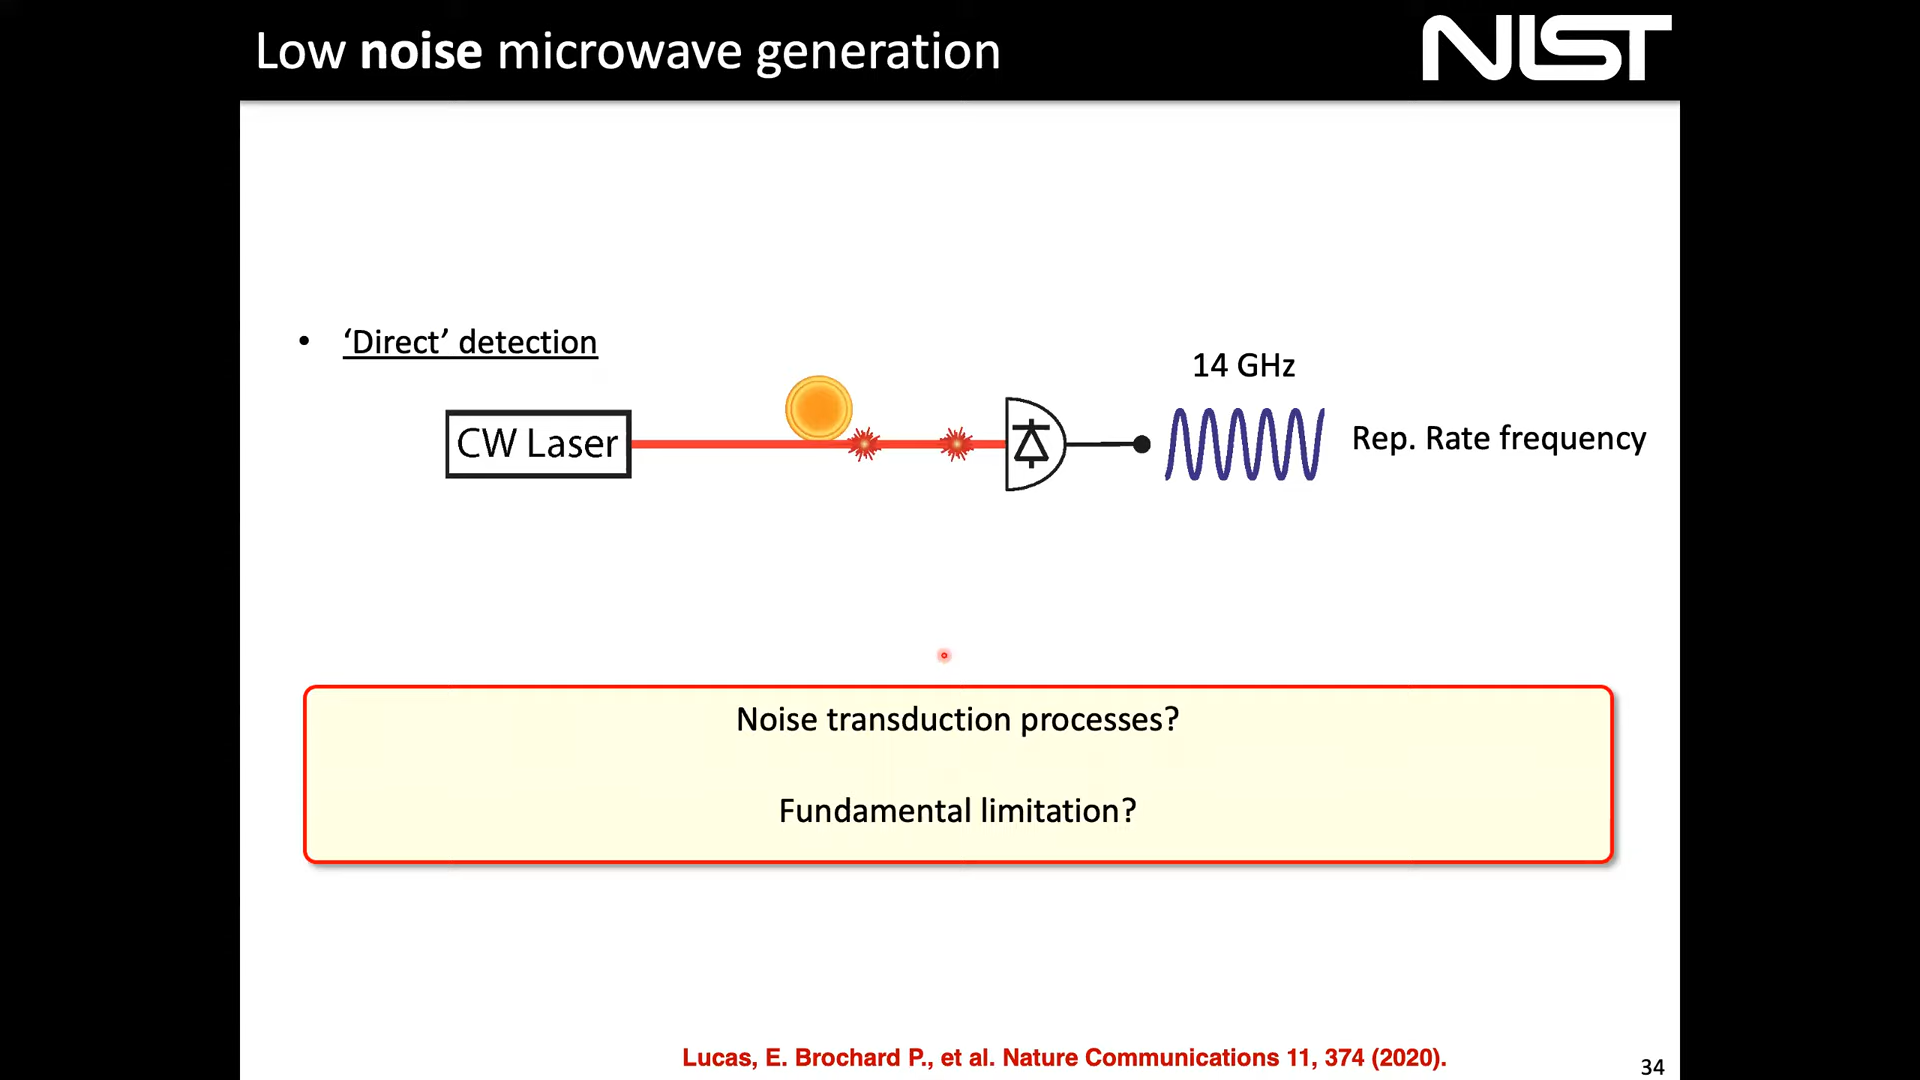 Low noise microwave generation
NIST
• ‘Direct’ detection
14 GHz
CW Laser
Rep. Rate frequency
Noise transduction processes?
Fundamental limitation?
Lucas, E. Brochard P., et al. Nature Communications 11, 374 (2020).
34